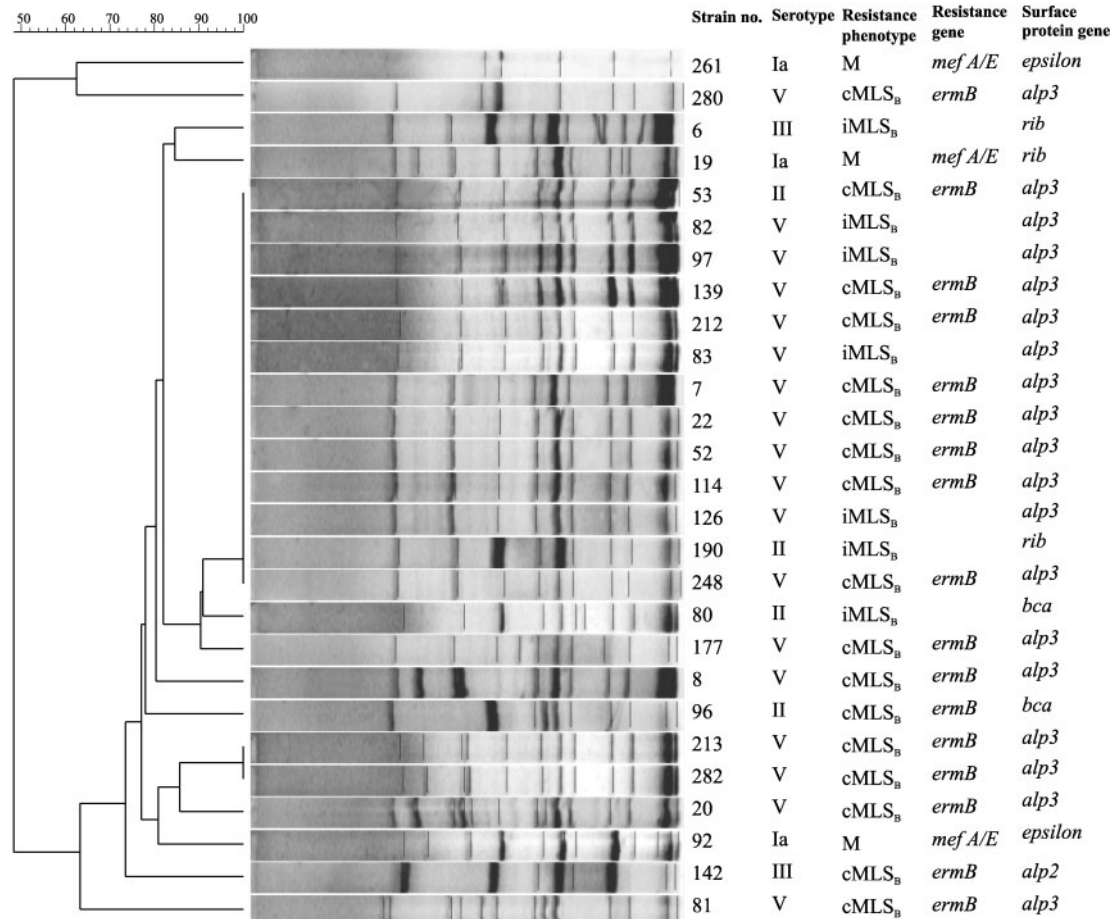 50 60 70 80 90 100
Strain no. Serotype Resistance phenotype Resistance gene Surface protein gene
261 Ia M mef A/E epsilon
280 V cMLSB ermB alp3
6 III iMLSB rib
19 Ia M mef A/E rib
53 II cMLSB ermB alp3
82 V iMLSB alp3
97 V iMLSB alp3
139 V cMLSB ermB alp3
212 V cMLSB ermB alp3
83 V iMLSB alp3
7 V cMLSB ermB alp3
22 V cMLSB ermB alp3
52 V cMLSB ermB alp3
114 V cMLSB ermB alp3
126 V iMLSB alp3
190 II iMLSB rib
248 V cMLSB ermB alp3
80 II iMLSB bca
177 V cMLSB ermB alp3
8 V cMLSB ermB alp3
96 II cMLSB ermB bca
213 V cMLSB ermB alp3
282 V cMLSB ermB alp3
20 V cMLSB ermB alp3
92 Ia M mef A/E epsilon
142 III cMLSB ermB alp2
81 V cMLSB ermB alp3